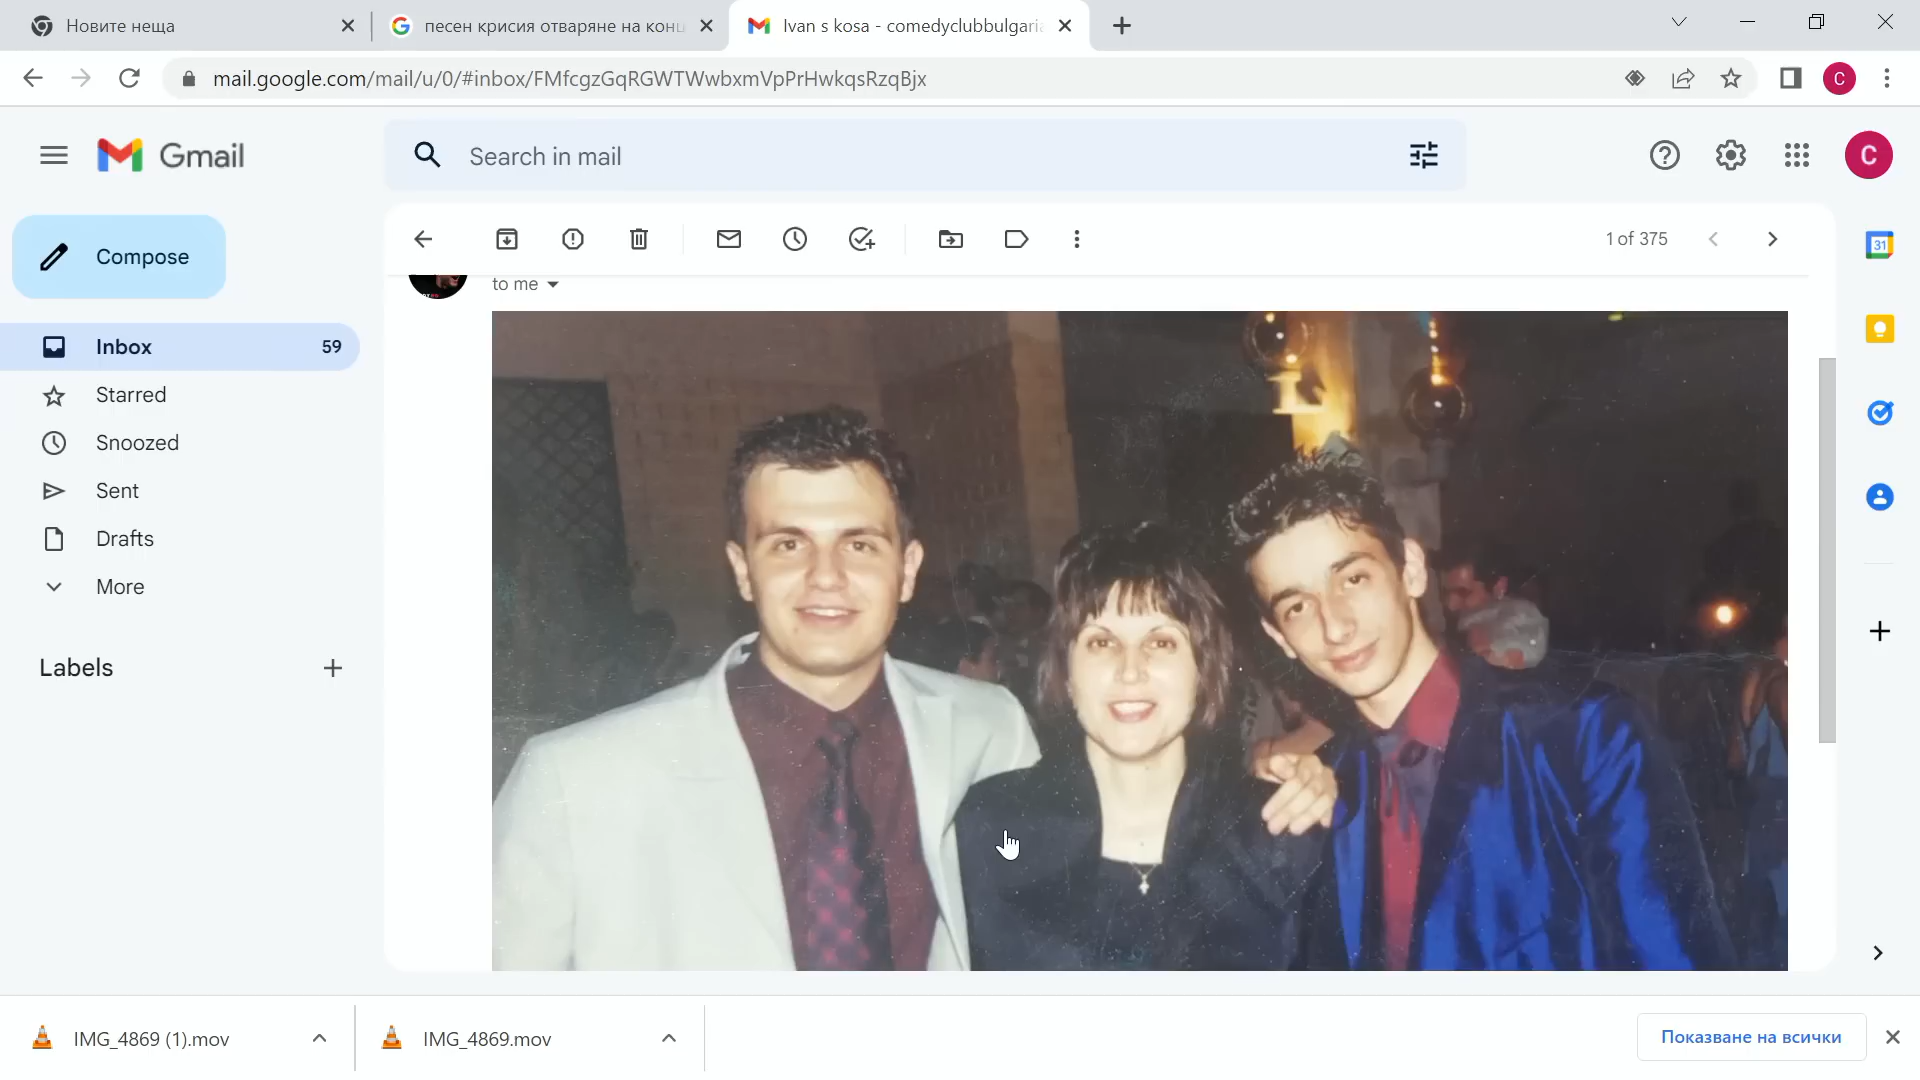 Новите неща
песен крисия отваряне на конц
Ivan s kosa - comedyclubbulgaria
mail.google.com/mail/u/0/#inbox/FMfcgzGqRGWTWwbxmVpPrHwkqsRzqBjx
C
Gmail
Search in mail
C
Compose
1 of 375
31
to me
Inbox 59
Starred
Snoozed
Sent
Drafts
More
Labels
IMG_4869 (1).mov
IMG_4869.mov
Показване на всички